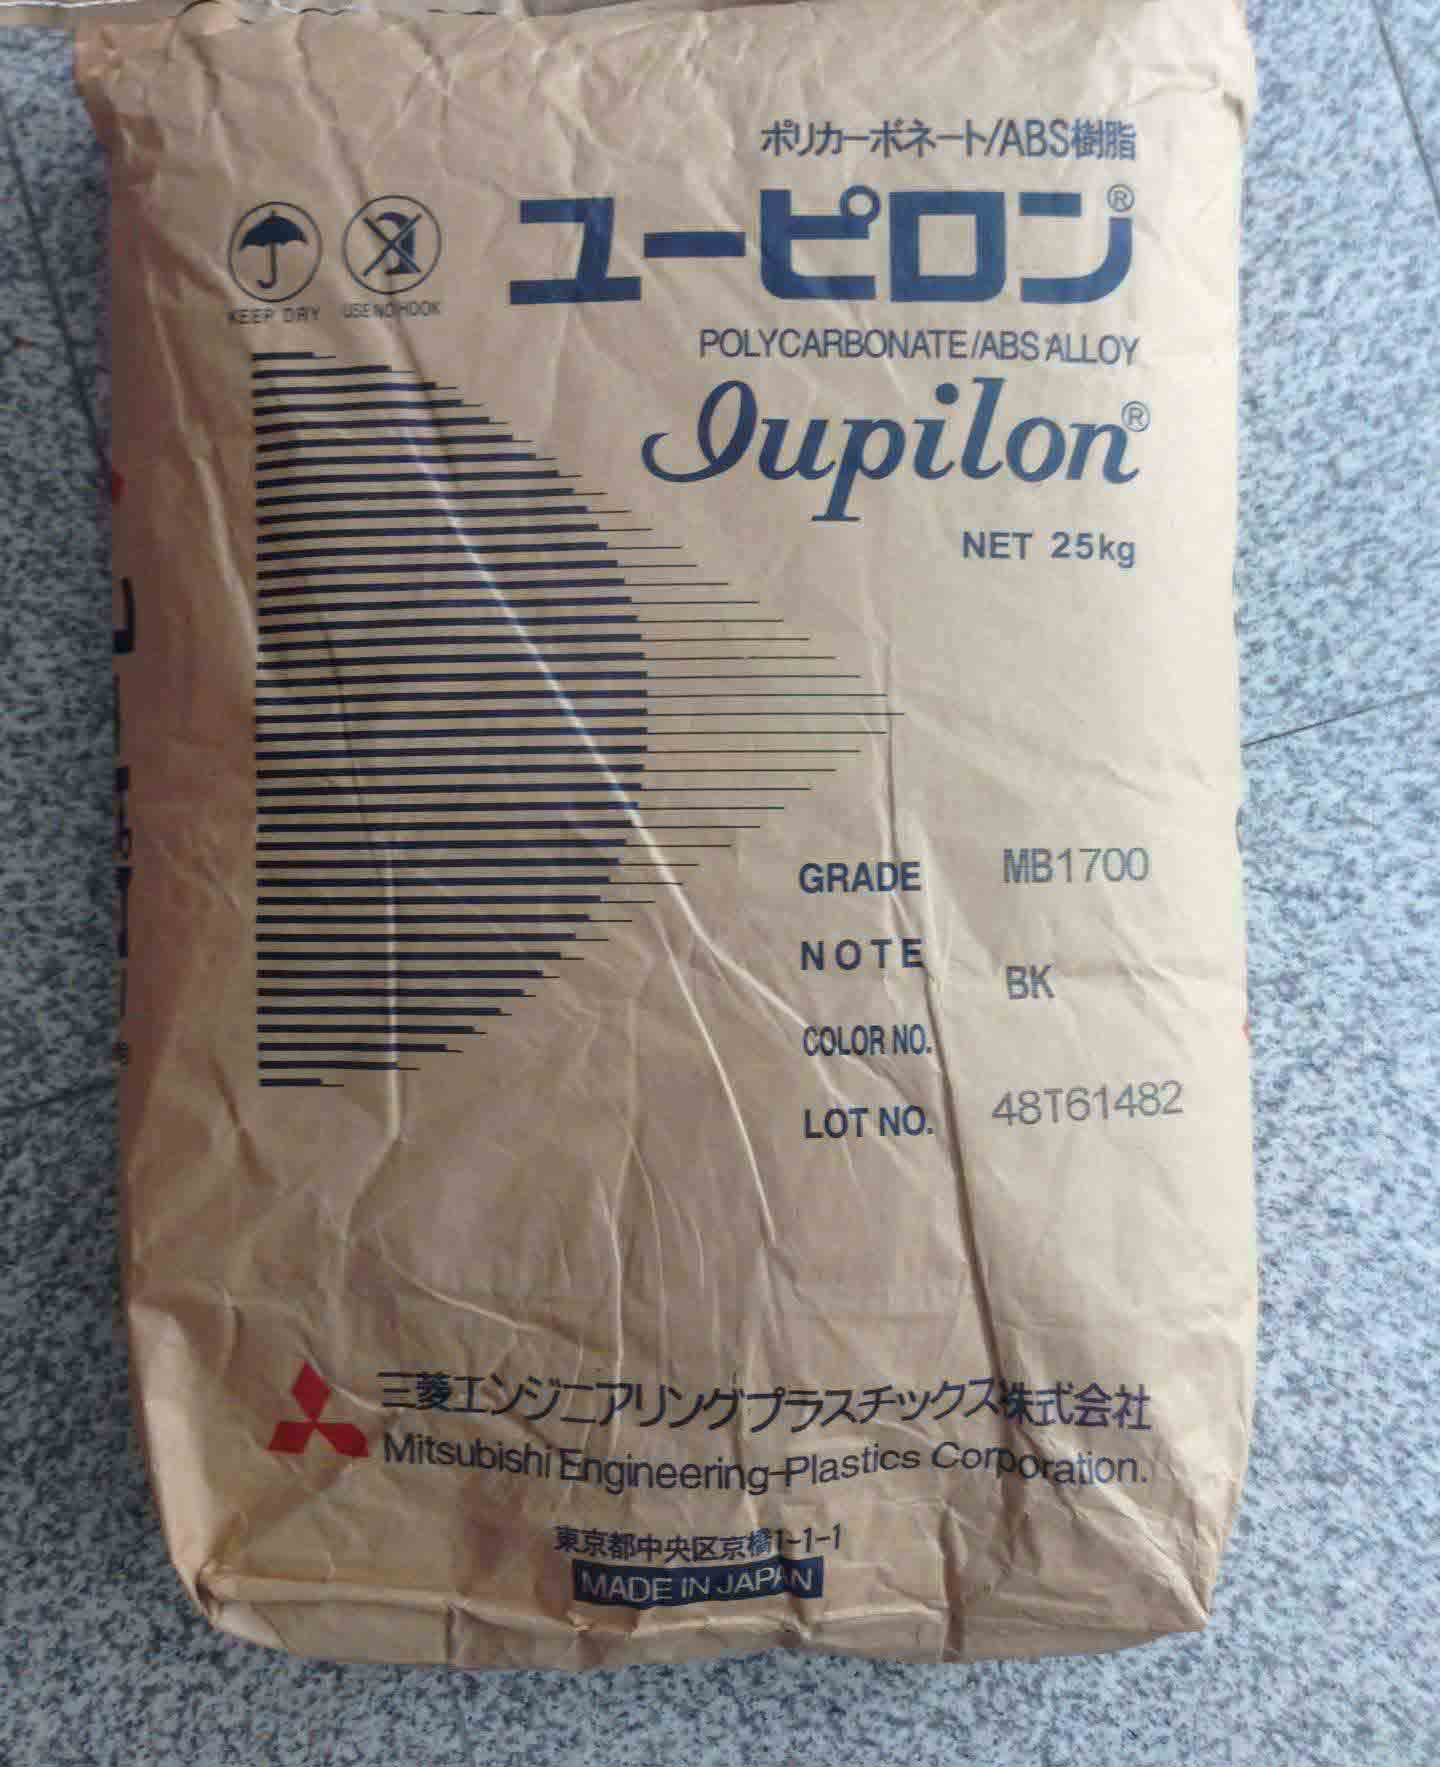 ポリカーボネート/ABS樹脂
ユーピロン®
KEEP DRY
USE NO HOOK
POLYCARBONATE/ABS ALLOY
Iupilon®
NET 25kg
GRADE MB1700
NOTE BK
COLOR NO.
LOT NO. 48T61482
三菱エンジニアリングプラスチックス株式会社
Mitsubishi Engineering-Plastics Corporation.
東京都中央区京橋1-1-1
MADE IN JAPAN